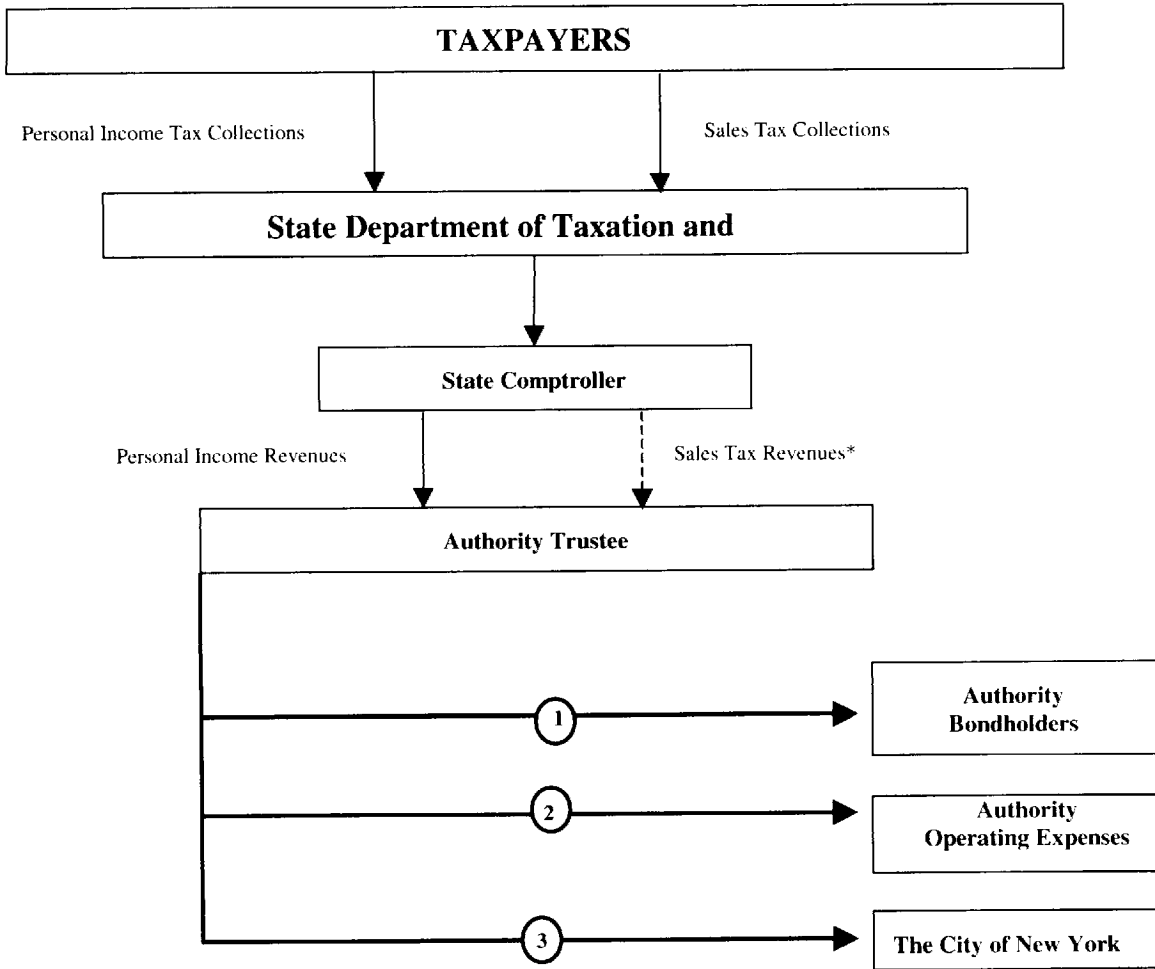 TAXPAYERS
Personal Income Tax Collections
Sales Tax Collections
State Department of Taxation and
State Comptroller
Personal Income Revenues
Sales Tax Revenues*
Authority Trustee
1
Authority
Bondholders
2
Authority
Operating Expenses
3
The City of New York